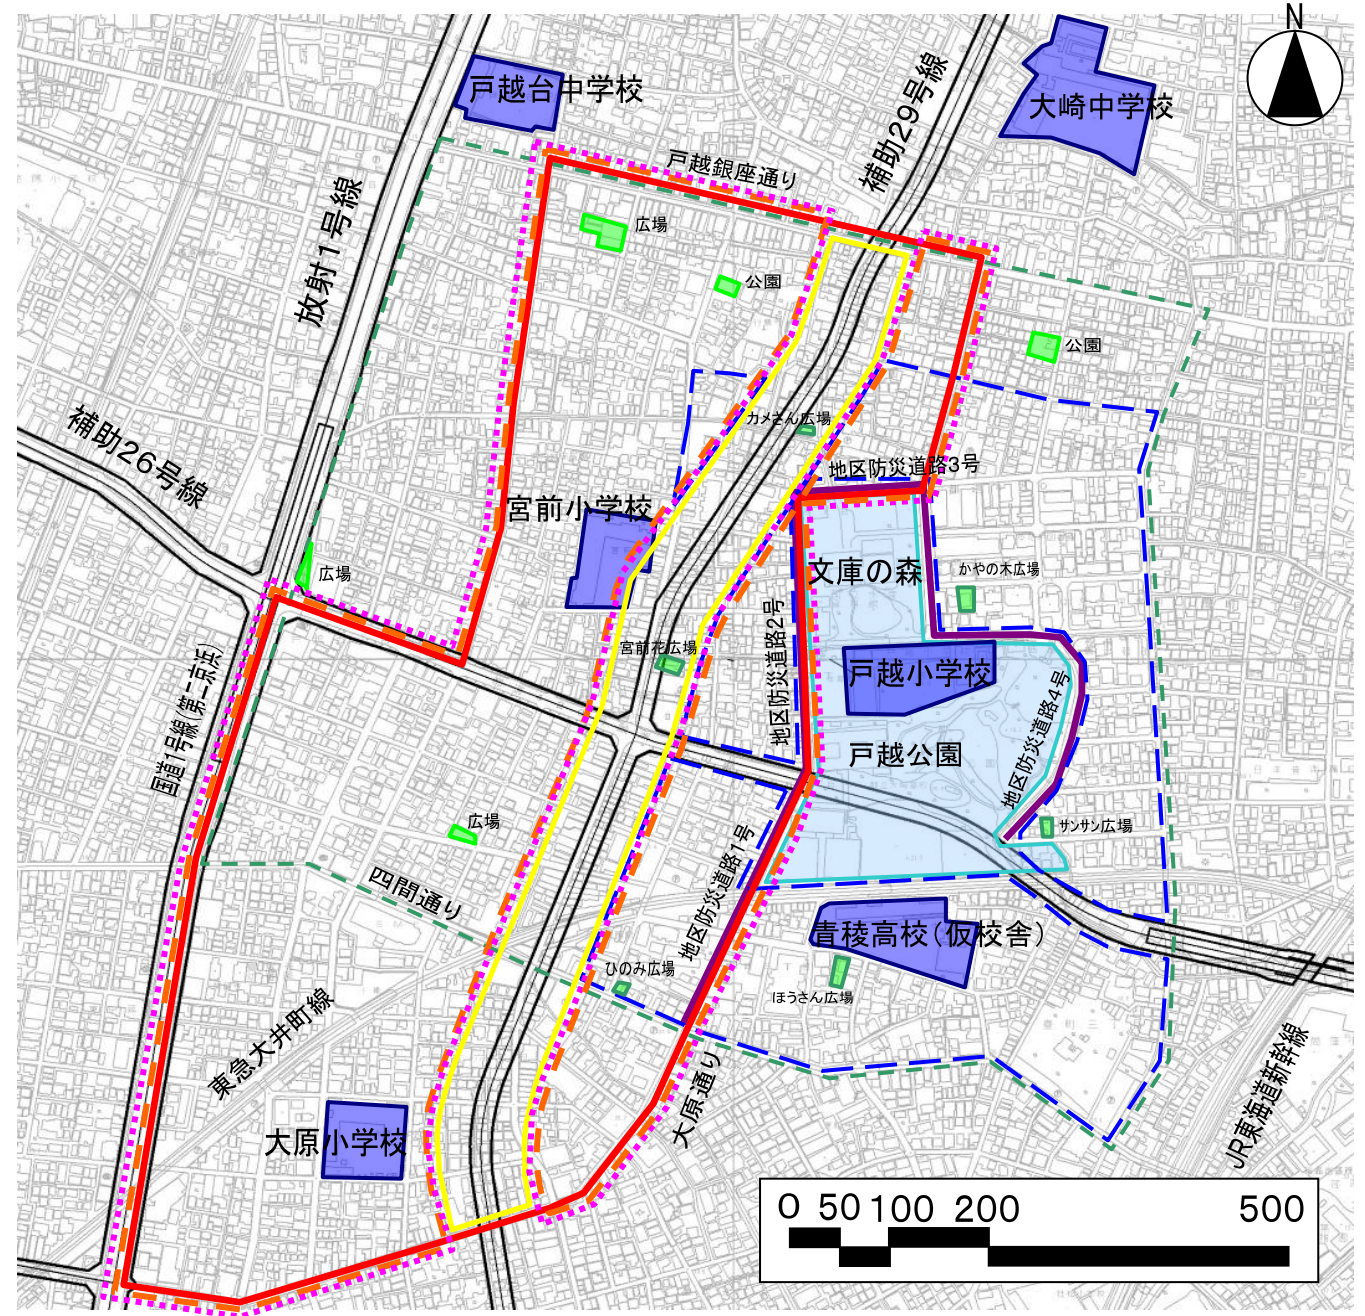 N
戸越台中学校
大崎中学校
補助29号線
戸越銀座通り
放射1号線
広場
公園
公園
補助26号線
カメさん広場
地区防災道路3号
宮前小学校
文庫の森
かやの木広場
広場
地区防災道路2号
宮前花広場
戸越小学校
国道1号線(第二京浜)
地区防災道路4号
戸越公園
広場
サンサン広場
地区防災道路1号
四間通り
青稜高校(仮校舎)
ひのみ広場
ほうさん広場
東急大井町線
大原通り
JR東海道新幹線
大原小学校
0 50 100 200 500